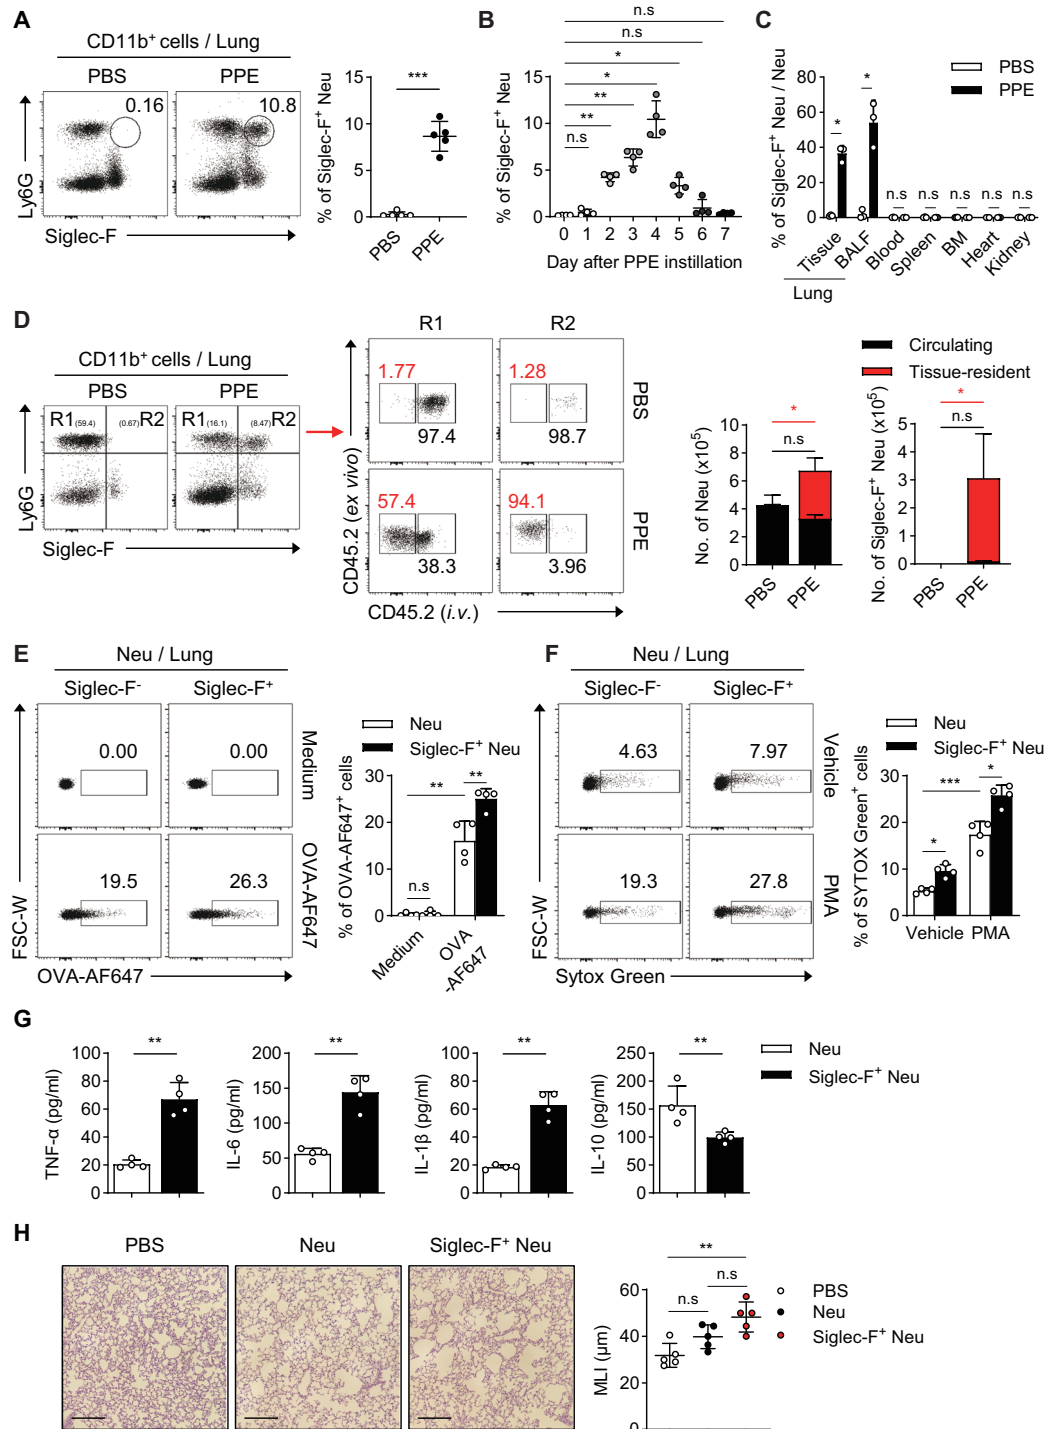 A
CD11b+ cells / Lung
PBS
PPE
0.16
10.8
Ly6G
Siglec-F
% of Siglec-F+ Neu
15
10
5
0
***
PBS
PPE
B
n.s
n.s
*
*
**
**
n.s
% of Siglec-F+ Neu
15
10
5
0
0 1 2 3 4 5 6 7
Day after PPE instillation
C
PBS
PPE
% of Siglec-F+ Neu / Neu
80
60
40
20
0
*
*
n.s n.s n.s n.s n.s
Tissue
BALF
Blood
Spleen
BM
Heart
Kidney
Lung
D
CD11b+ cells / Lung
PBS
PPE
R1(59.4) (0.67)R2
R1(16.1) (8.47)R2
Ly6G
Siglec-F
R1
R2
1.77
97.4
1.28
98.7
PBS
57.4
38.3
94.1
3.96
PPE
CD45.2 (ex vivo)
CD45.2 (i.v.)
Circulating
Tissue-resident
No. of Neu (x10⁵)
10
8
6
4
2
0
*
n.s
PBS
PPE
No. of Siglec-F+ Neu (x10⁵)
5
4
3
2
1
0
*
n.s
PBS
PPE
E
Neu / Lung
Siglec-F-
Siglec-F+
0.00
0.00
Medium
19.5
26.3
OVA-AF647
FSC-W
OVA-AF647
Neu
Siglec-F+ Neu
% of OVA-AF647+ cells
30
20
10
0
n.s
**
**
Medium
OVA
-AF647
F
Neu / Lung
Siglec-F-
Siglec-F+
4.63
7.97
Vehicle
19.3
27.8
PMA
FSC-W
Sytox Green
Neu
Siglec-F+ Neu
% of SYTOX Green+ cells
30
20
10
0
*
***
*
Vehicle PMA
G
TNF-α (pg/ml)
100
80
60
40
20
0
**
IL-6 (pg/ml)
200
150
100
50
0
**
IL-1β (pg/ml)
100
80
60
40
20
0
**
IL-10 (pg/ml)
250
200
150
100
50
0
**
Neu
Siglec-F+ Neu
H
PBS
Neu
Siglec-F+ Neu
MLI (μm)
60
40
20
0
**
n.s
n.s
PBS
Neu
Siglec-F+ Neu